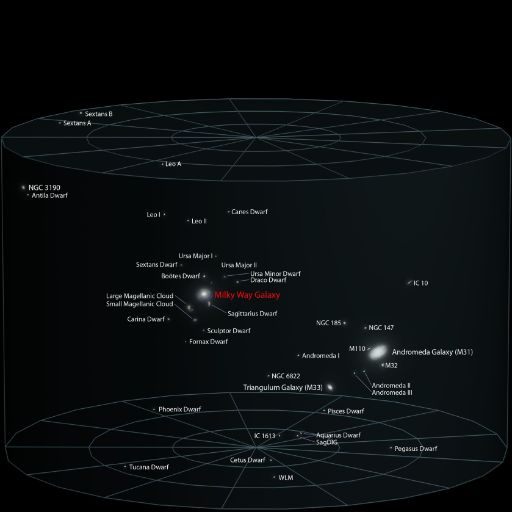 Sextans B
Sextans A
Leo A
NGC 3190
Antila Dwarf
Leo I
Leo II
Canes Dwarf
Ursa Major I
Sextans Dwarf
Ursa Major II
Boötes Dwarf
Ursa Minor Dwarf
Draco Dwarf
IC 10
Milky Way Galaxy
Large Magellanic Cloud
Small Magellanic Cloud
Sagittarius Dwarf
Carina Dwarf
NGC 185
NGC 147
Sculptor Dwarf
Fornax Dwarf
M110
Andromeda Galaxy (M31)
Andromeda I
M32
NGC 6822
Triangulum Galaxy (M33)
Andromeda II
Andromeda III
Phoenix Dwarf
Pisces Dwarf
IC 1613
Aquarius Dwarf
SagDIG
Pegasus Dwarf
Cetus Dwarf
Tucana Dwarf
WLM